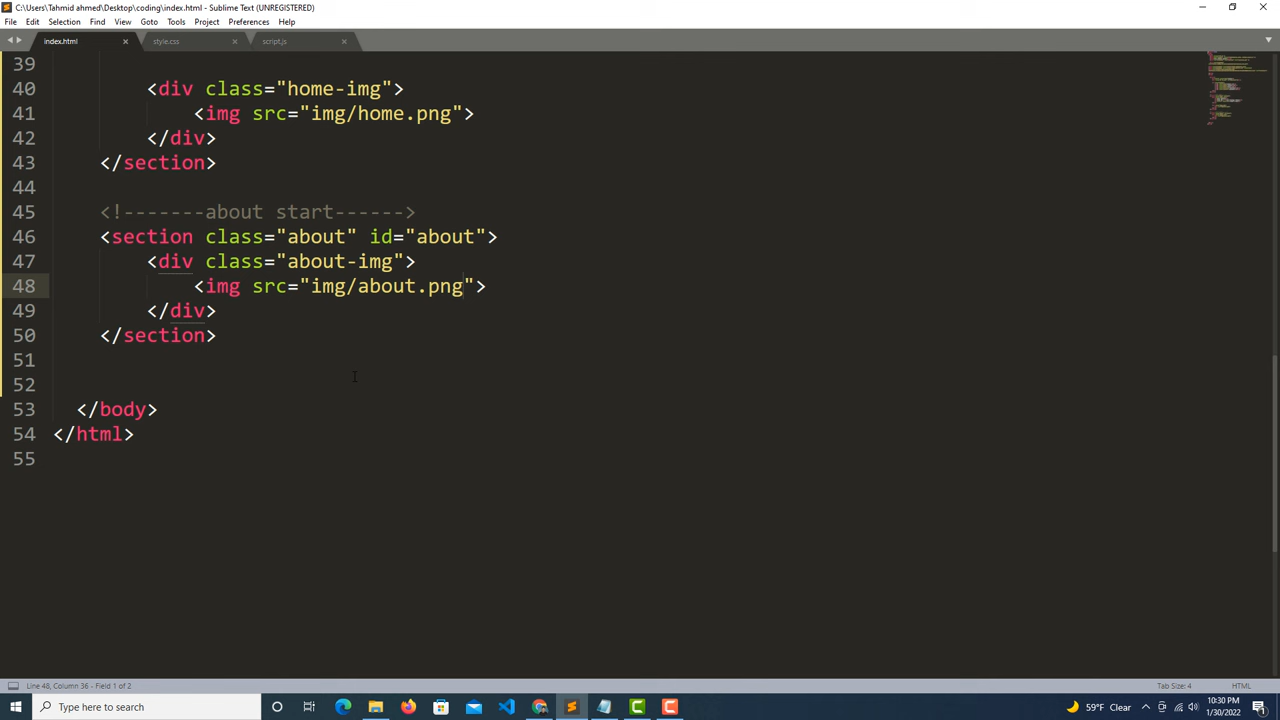 C:\Users\Tahmid ahmed\Desktop\coding\index.html - Sublime Text (UNREGISTERED)
File Edit Selection Find View Goto Tools Project Preferences Help
index.html style.css script.js
39
40 <div class="home-img">
41 <img src="img/home.png">
42 </div>
43 </section>
44
45 <!-------about start------>
46 <section class="about" id="about">
47 <div class="about-img">
48 <img src="img/about.png">
49 </div>
50 </section>
51
52
53 </body>
54 </html>
55
Line 48, Column 36 - Field 1 of 2 Tab Size: 4 HTML
Type here to search 59°F Clear 10:30 PM
1/30/2022